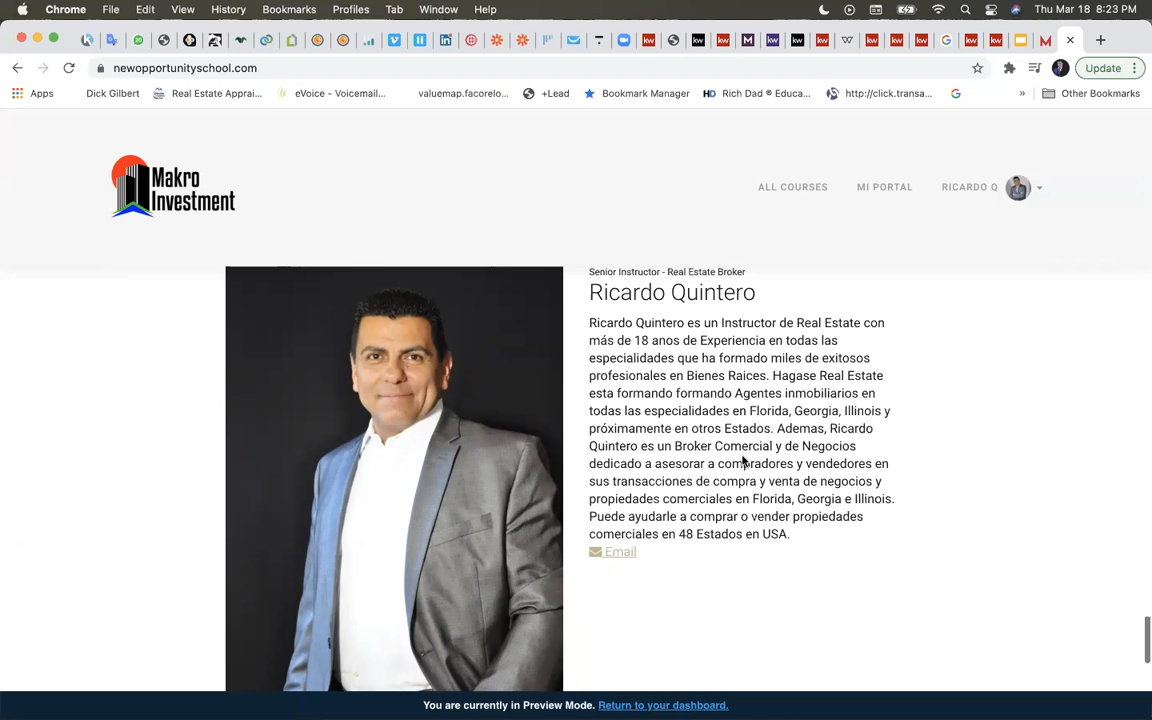 Chrome File Edit View History Bookmarks Profiles Tab Window Help Thu Mar 18 8:23 PM
newopportunityschool.com Update
Apps Dick Gilbert Real Estate Apprai... eVoice - Voicemail... valuemap.facorelo... +Lead Bookmark Manager Rich Dad ® Educa... http://click.transa... » Other Bookmarks
Makro
Investment
ALL COURSES MI PORTAL RICARDO Q
Senior Instructor - Real Estate Broker
Ricardo Quintero
Ricardo Quintero es un Instructor de Real Estate con
más de 18 anos de Experiencia en todas las
especialidades que ha formado miles de exitosos
profesionales en Bienes Raices. Hagase Real Estate
esta formando formando Agentes inmobiliarios en
todas las especialidades en Florida, Georgia, Illinois y
próximamente en otros Estados. Ademas, Ricardo
Quintero es un Broker Comercial y de Negocios
dedicado a asesorar a compradores y vendedores en
sus transacciones de compra y venta de negocios y
propiedades comerciales en Florida, Georgia e Illinois.
Puede ayudarle a comprar o vender propiedades
comerciales en 48 Estados en USA.
Email
You are currently in Preview Mode. Return to your dashboard.